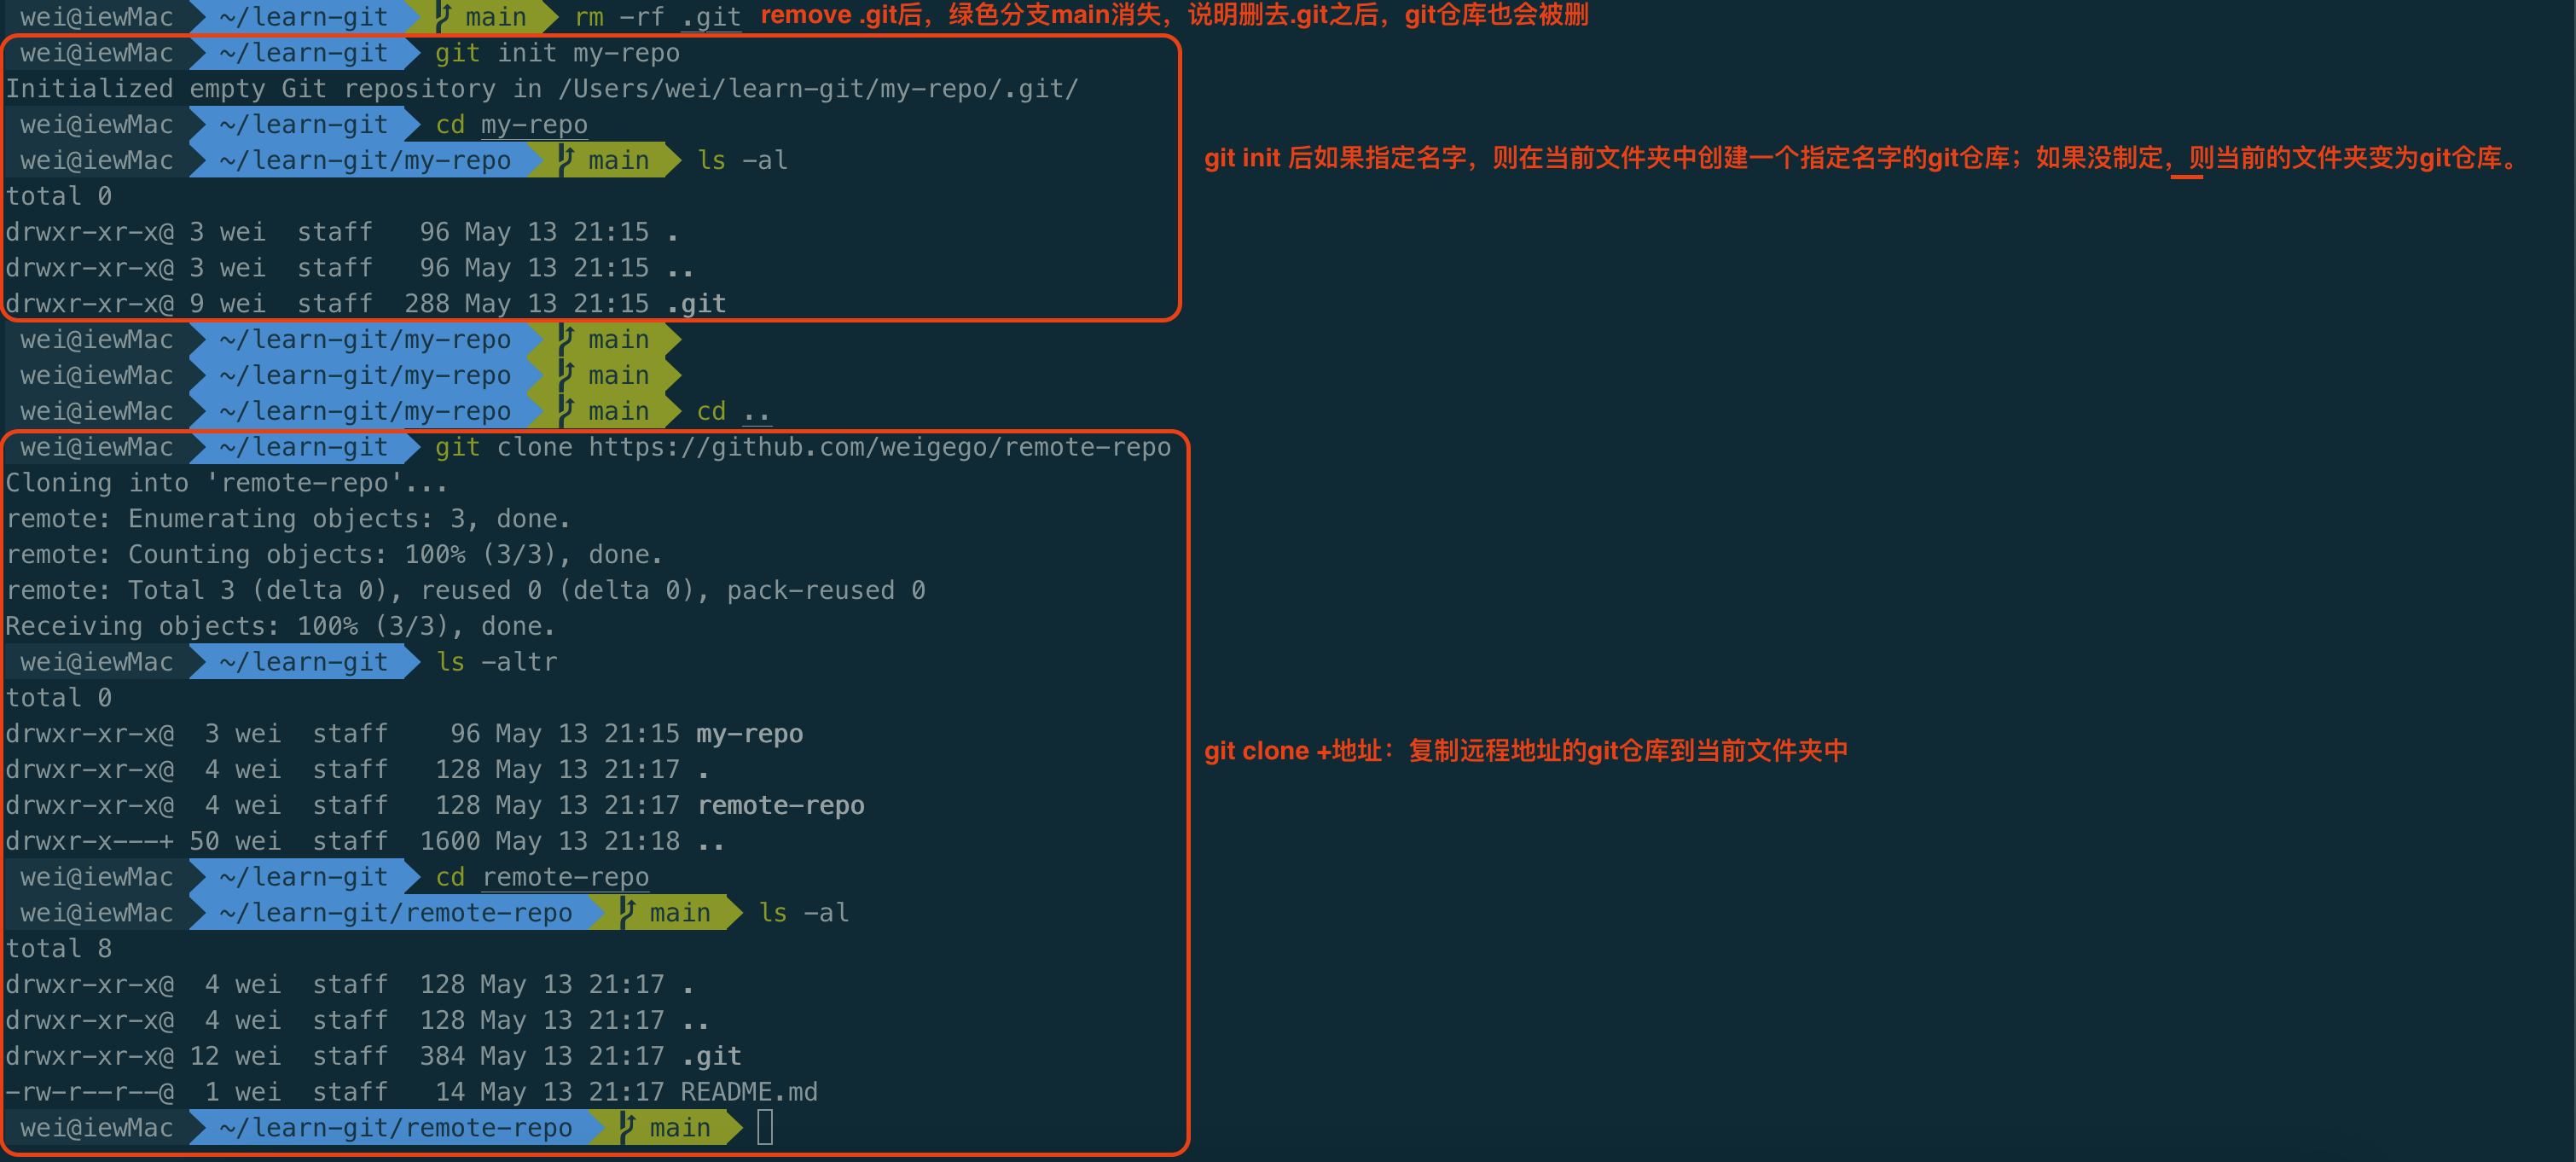 wei@iewMac ~/learn-git main rm -rf .git remove .git后，绿色分支main消失，说明删去.git之后，git仓库也会被删
wei@iewMac ~/learn-git git init my-repo
Initialized empty Git repository in /Users/wei/learn-git/my-repo/.git/
wei@iewMac ~/learn-git cd my-repo
wei@iewMac ~/learn-git/my-repo main ls -al
git init 后如果指定名字，则在当前文件夹中创建一个指定名字的git仓库；如果没制定，则当前的文件夹变为git仓库。
total 0
drwxr-xr-x@ 3 wei  staff   96 May 13 21:15 .
drwxr-xr-x@ 3 wei  staff   96 May 13 21:15 ..
drwxr-xr-x@ 9 wei  staff  288 May 13 21:15 .git
wei@iewMac ~/learn-git/my-repo main
wei@iewMac ~/learn-git/my-repo main
wei@iewMac ~/learn-git/my-repo main cd ..
wei@iewMac ~/learn-git git clone https://github.com/weigego/remote-repo
Cloning into 'remote-repo'...
remote: Enumerating objects: 3, done.
remote: Counting objects: 100% (3/3), done.
remote: Total 3 (delta 0), reused 0 (delta 0), pack-reused 0
Receiving objects: 100% (3/3), done.
wei@iewMac ~/learn-git ls -altr
total 0
drwxr-xr-x@  3 wei  staff    96 May 13 21:15 my-repo
git clone +地址：复制远程地址的git仓库到当前文件夹中
drwxr-xr-x@  4 wei  staff   128 May 13 21:17 .
drwxr-xr-x@  4 wei  staff   128 May 13 21:17 remote-repo
drwxr-x---+ 50 wei  staff  1600 May 13 21:18 ..
wei@iewMac ~/learn-git cd remote-repo
wei@iewMac ~/learn-git/remote-repo main ls -al
total 8
drwxr-xr-x@  4 wei  staff  128 May 13 21:17 .
drwxr-xr-x@  4 wei  staff  128 May 13 21:17 ..
drwxr-xr-x@ 12 wei  staff  384 May 13 21:17 .git
-rw-r--r--@  1 wei  staff   14 May 13 21:17 README.md
wei@iewMac ~/learn-git/remote-repo main